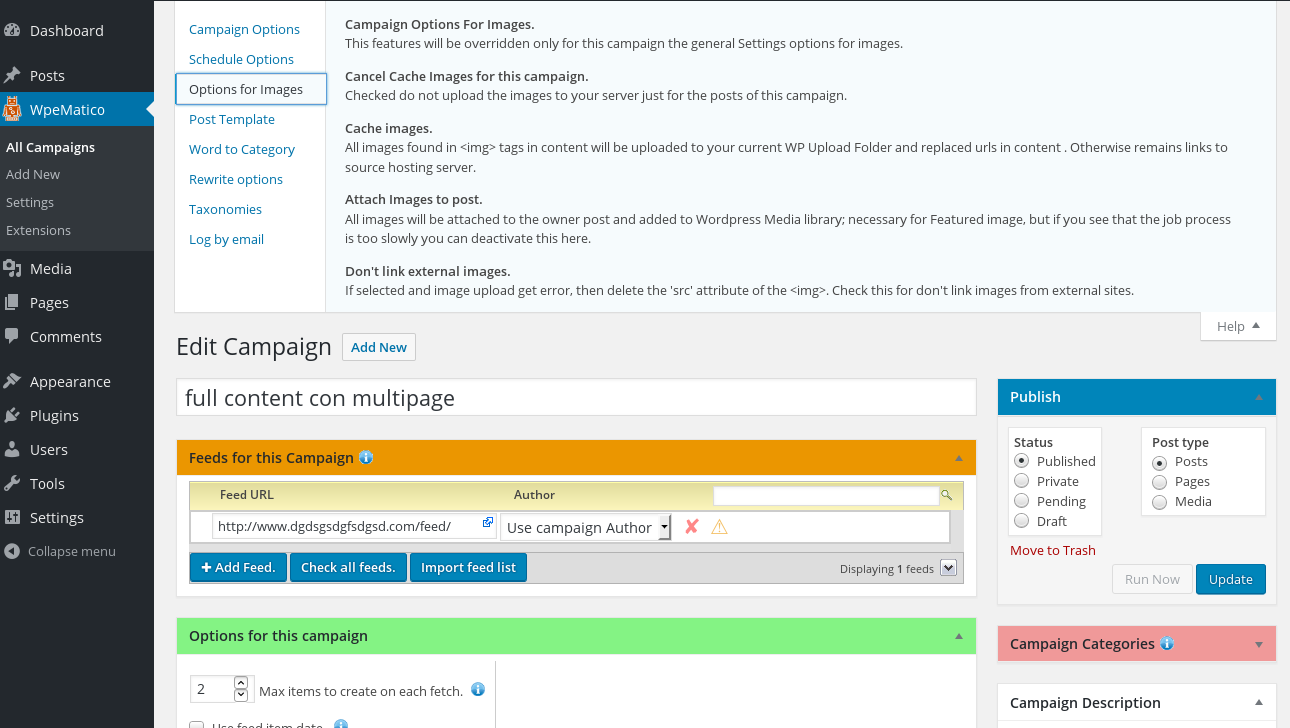 Dashboard
Posts
WpeMatico
All Campaigns
Add New
Settings
Extensions
Media
Pages
Comments
Appearance
Plugins
Users
Tools
Settings
Collapse menu
Campaign Options
Schedule Options
Options for Images
Post Template
Word to Category
Rewrite options
Taxonomies
Log by email
Campaign Options For Images.
This features will be overridden only for this campaign the general Settings options for images.
Cancel Cache Images for this campaign.
Checked do not upload the images to your server just for the posts of this campaign.
Cache images.
All images found in <img> tags in content will be uploaded to your current WP Upload Folder and replaced urls in content . Otherwise remains links to
source hosting server.
Attach Images to post.
All images will be attached to the owner post and added to Wordpress Media library; necessary for Featured image, but if you see that the job process
is too slowly you can deactivate this here.
Don't link external images.
If selected and image upload get error, then delete the 'src' attribute of the <img>. Check this for don't link images from external sites.
Help
Edit Campaign Add New
full content con multipage
Feeds for this Campaign
Feed URL Author
http://www.dgdsgsdgfsdgsd.com/feed/ Use campaign Author
Add Feed. Check all feeds. Import feed list Displaying 1 feeds
Options for this campaign
2 Max items to create on each fetch.
Use feed item date
Publish
Status
Published
Private
Pending
Draft
Post type
Posts
Pages
Media
Move to Trash
Run Now Update
Campaign Categories
Campaign Description